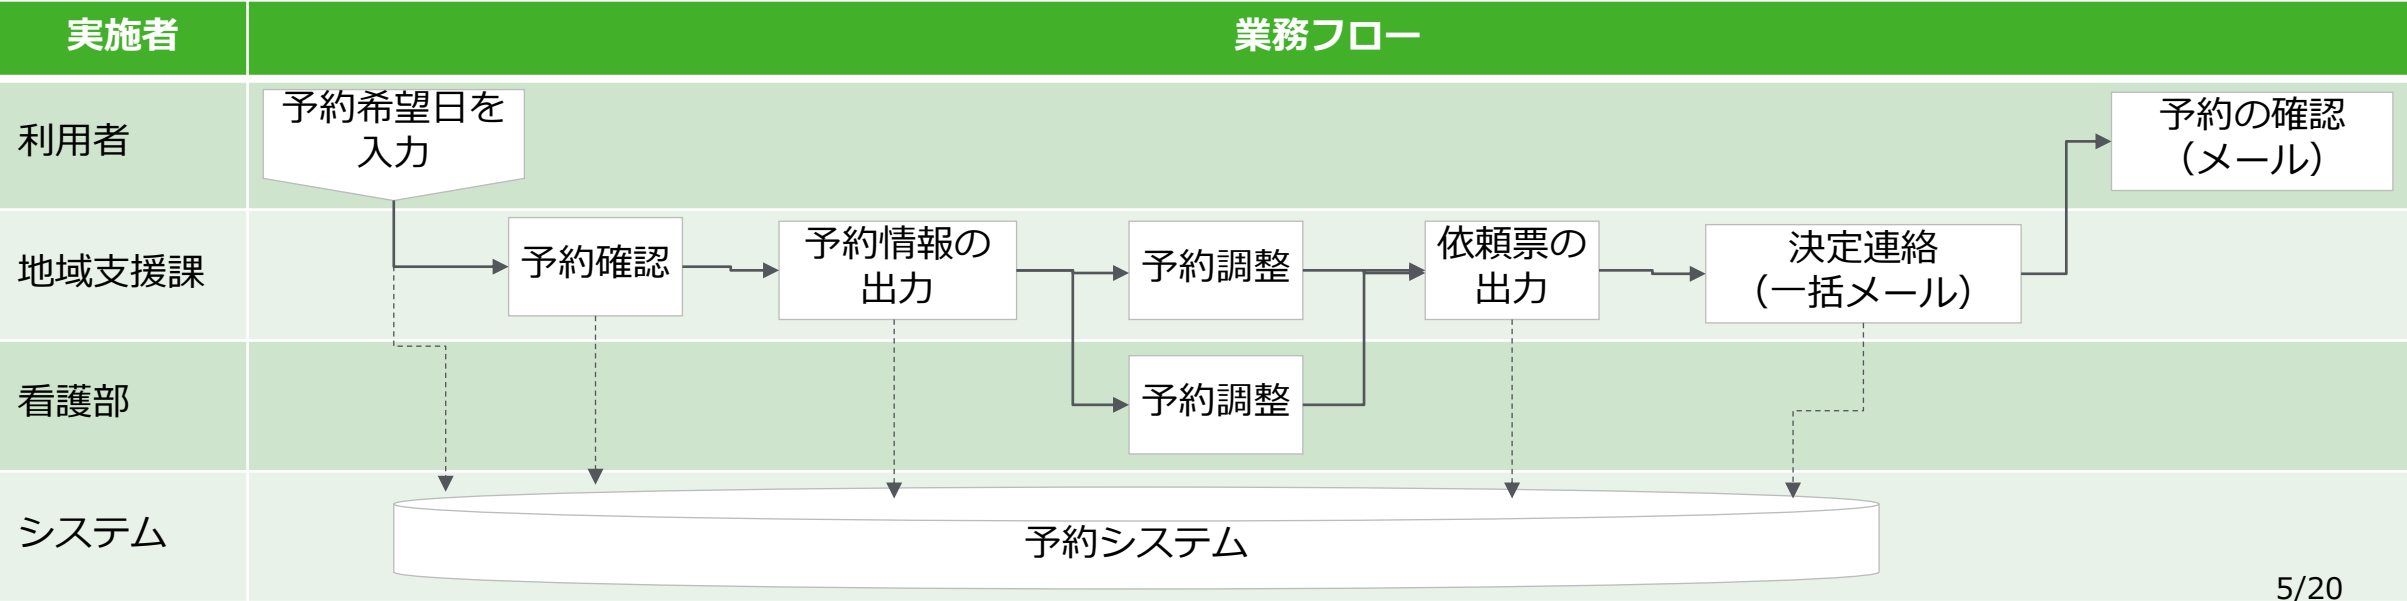 実施者
業務フロー
利用者
予約希望日を
入力
予約の確認
（メール）
地域支援課
予約確認
予約情報の
出力
予約調整
依頼票の
出力
決定連絡
（一括メール）
看護部
予約調整
システム
予約システム
5/20